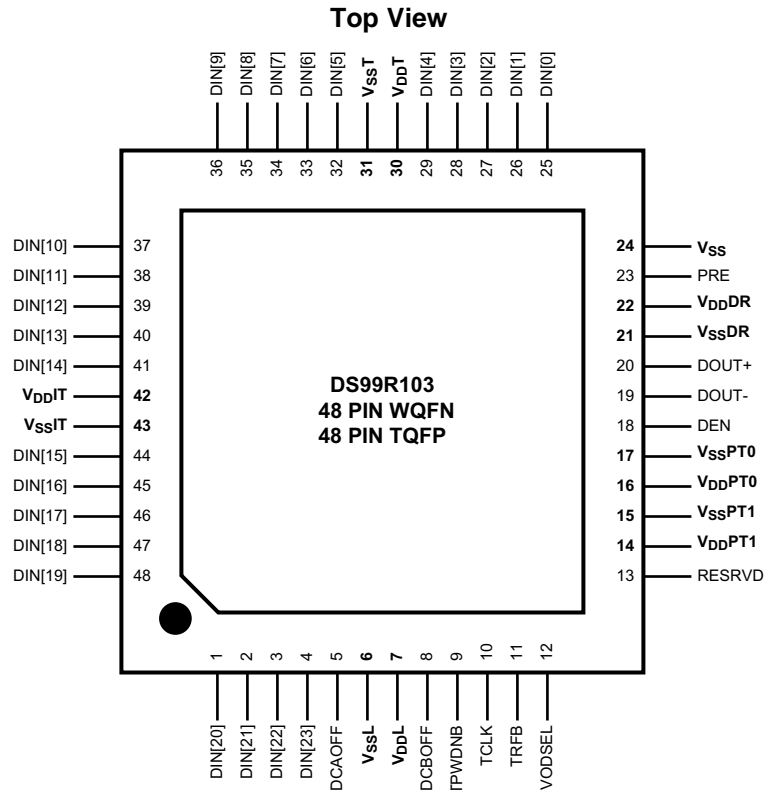 Top View
DIN[9] DIN[8] DIN[7] DIN[6] DIN[5] VSST VDDT DIN[4] DIN[3] DIN[2] DIN[1] DIN[0]
36 35 34 33 32 31 30 29 28 27 26 25
DIN[10] 37 24 VSS
DIN[11] 38 23 PRE
DIN[12] 39 22 VDDDR
DIN[13] 40 21 VSSDR
DIN[14] 41 20 DOUT+
VDDIT 42 19 DOUT-
VSSIT 43 18 DEN
DIN[15] 44 17 VSSPT0
DIN[16] 45 16 VDDPT0
DIN[17] 46 15 VSSPT1
DIN[18] 47 14 VDDPT1
DIN[19] 48 13 RESRVD
DS99R103
48 PIN WQFN
48 PIN TQFP
1 2 3 4 5 6 7 8 9 10 11 12
DIN[20] DIN[21] DIN[22] DIN[23] DCAOFF VSSL VDDL DCBOFF TPWDNB TCLK TRFB VODSEL